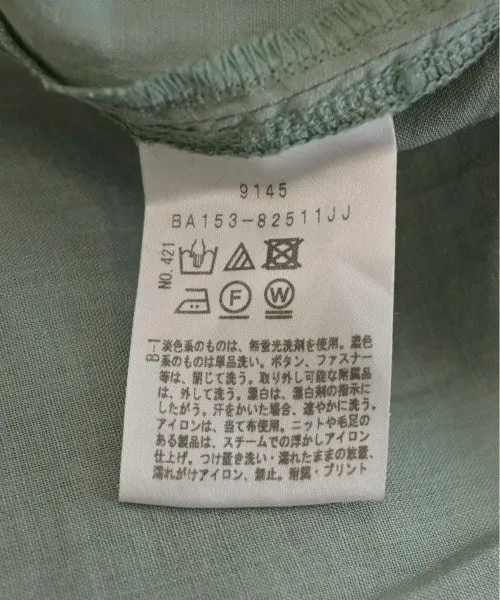 9145
BA153-82511JJ
NO.421
F W
B-1
淡色系のものは、無蛍光洗剤を使用。濃色
系のものは単品洗い。ボタン、ファスナー
等は、閉じて洗う。取り外し可能な附属品
は、外して洗う。漂白は、漂白剤の指示に
したがう。汗をかいた場合、速やかに洗う。
アイロンは、当て布使用。ニットや毛足の
ある製品は、スチームでの浮かしアイロン
仕上げ。つけ置き洗い・濡れたままの放置、
濡れがけアイロン、禁止。耐膜・プリント